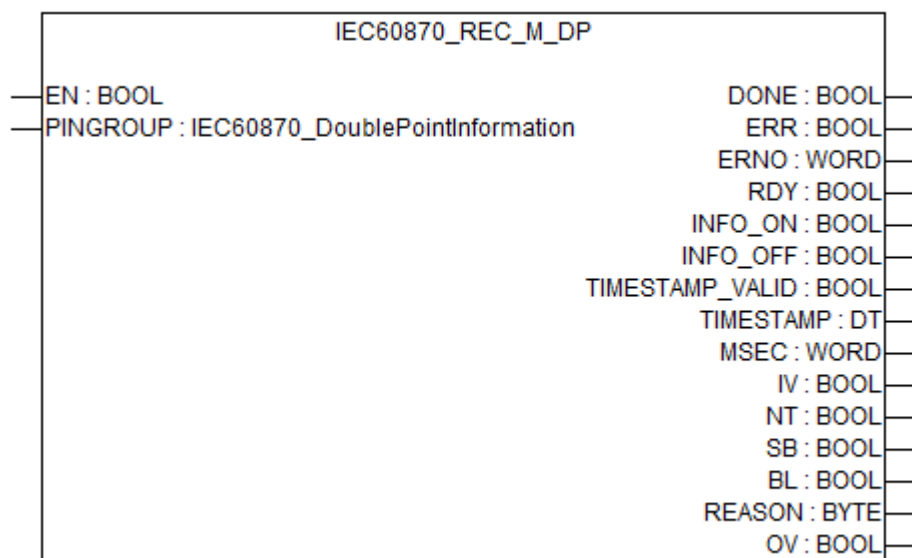 IEC60870_REC_M_DP
EN : BOOL DONE : BOOL
PINGROUP : IEC60870_DoublePointInformation ERR : BOOL
ERNO : WORD
RDY : BOOL
INFO_ON : BOOL
INFO_OFF : BOOL
TIMESTAMP_VALID : BOOL
TIMESTAMP : DT
MSEC : WORD
IV : BOOL
NT : BOOL
SB : BOOL
BL : BOOL
REASON : BYTE
OV : BOOL